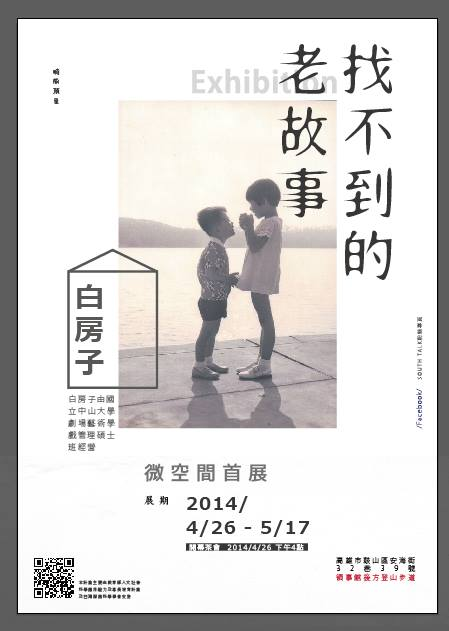 Exhibition
找不到的
老故事
白房子
白房子由國
立中山大學
劇場藝術學
戲管理碩士
班經營
/Facebook/ SOUTH TALK
微空間首展
展期
2014/
4/26 - 5/17
開幕茶會 2014/4/26 下午4點
高雄市鼓山區安海街
32巷39號
領事館後方登山步道